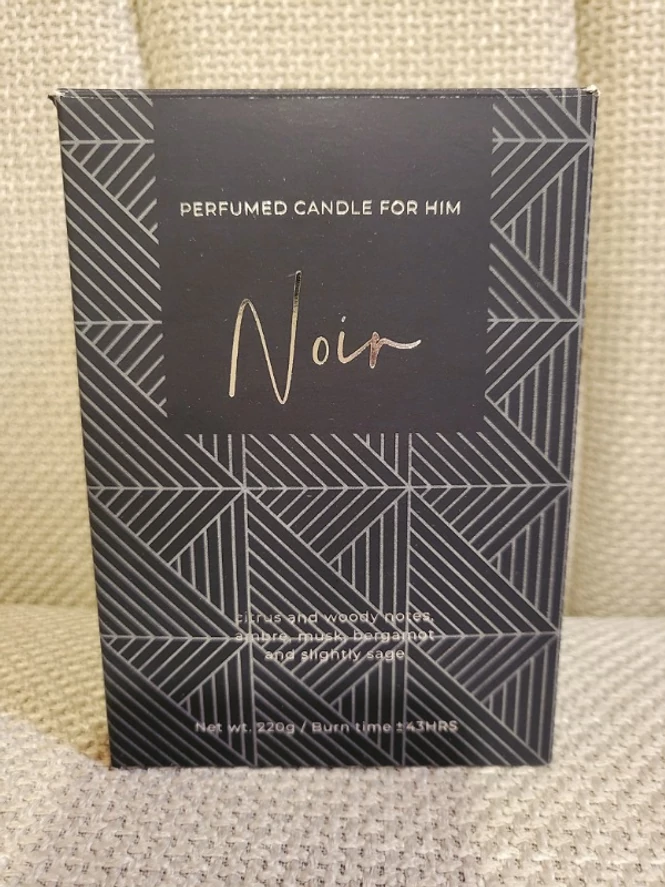 PERFUMED CANDLE FOR HIM
Noir
citrus and woody notes,
ambre, musk, bergamot
and slightly sage
Net wt. 220g / Burn time ±43HRS